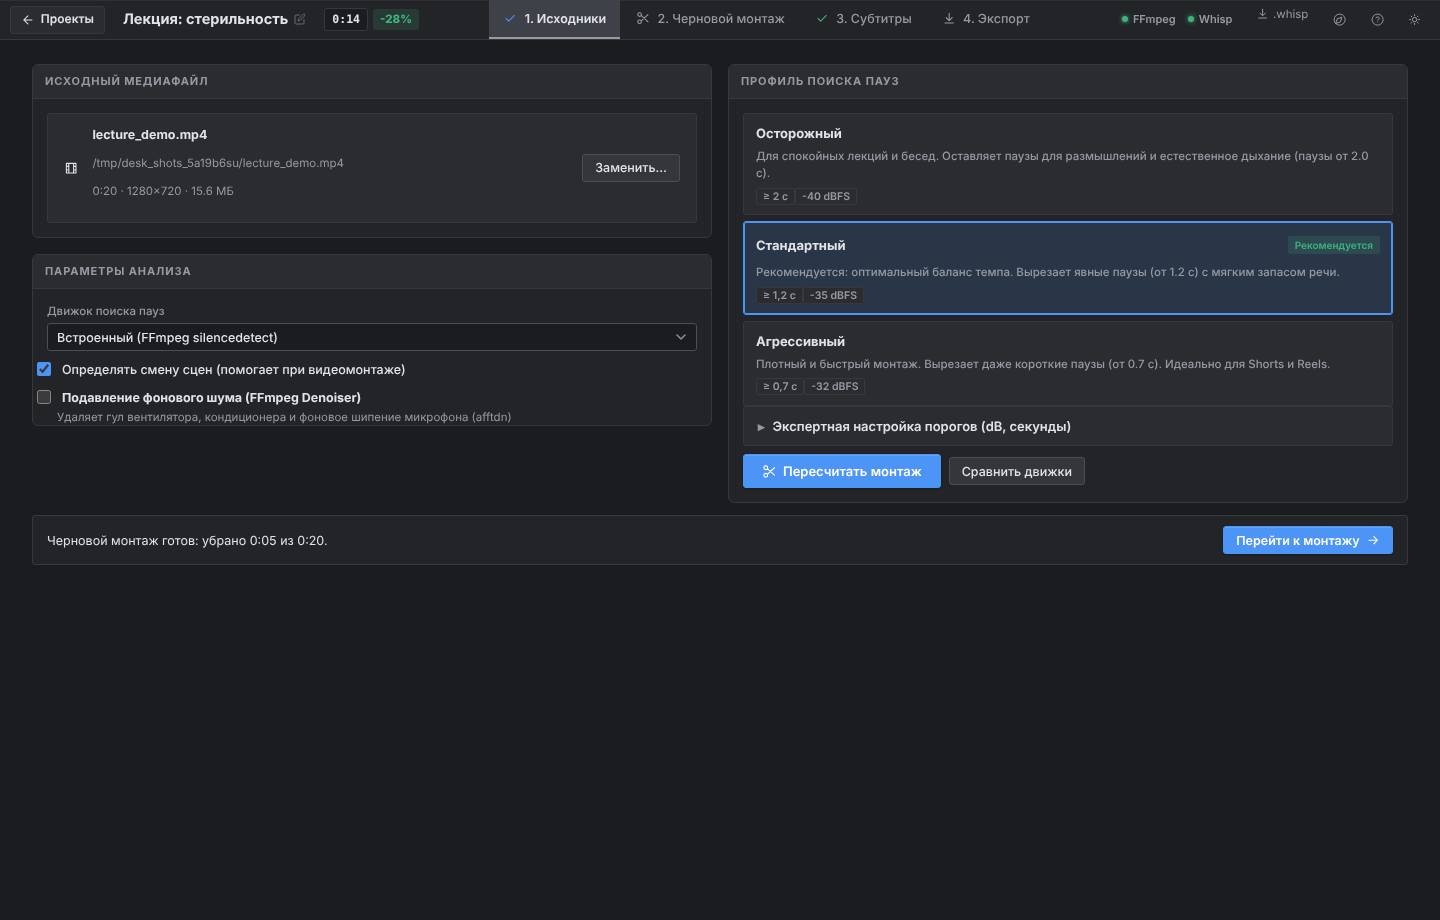 Проекты
Лекция: стерильность
0:14
-28%
1. Исходники
2. Черновой монтаж
3. Субтитры
4. Экспорт
FFmpeg
Whisp
.whisp
ИСХОДНЫЙ МЕДИАФАЙЛ
lecture_demo.mp4
/tmp/desk_shots_5a19b6su/lecture_demo.mp4
0:20 · 1280×720 · 15.6 МБ
Заменить...
ПАРАМЕТРЫ АНАЛИЗА
Движок поиска пауз
Встроенный (FFmpeg silencedetect)
Определять смену сцен (помогает при видеомонтаже)
Подавление фонового шума (FFmpeg Denoiser)
Удаляет гул вентилятора, кондиционера и фоновое шипение микрофона (afftdn)
ПРОФИЛЬ ПОИСКА ПАУЗ
Осторожный
Для спокойных лекций и бесед. Оставляет паузы для размышлений и естественное дыхание (паузы от 2.0
с).
≥ 2 с
-40 dBFS
Стандартный
Рекомендуется
Рекомендуется: оптимальный баланс темпа. Вырезает явные паузы (от 1.2 с) с мягким запасом речи.
≥ 1,2 с
-35 dBFS
Агрессивный
Плотный и быстрый монтаж. Вырезает даже короткие паузы (от 0.7 с). Идеально для Shorts и Reels.
≥ 0,7 с
-32 dBFS
Экспертная настройка порогов (dB, секунды)
Пересчитать монтаж
Сравнить движки
Черновой монтаж готов: убрано 0:05 из 0:20.
Перейти к монтажу